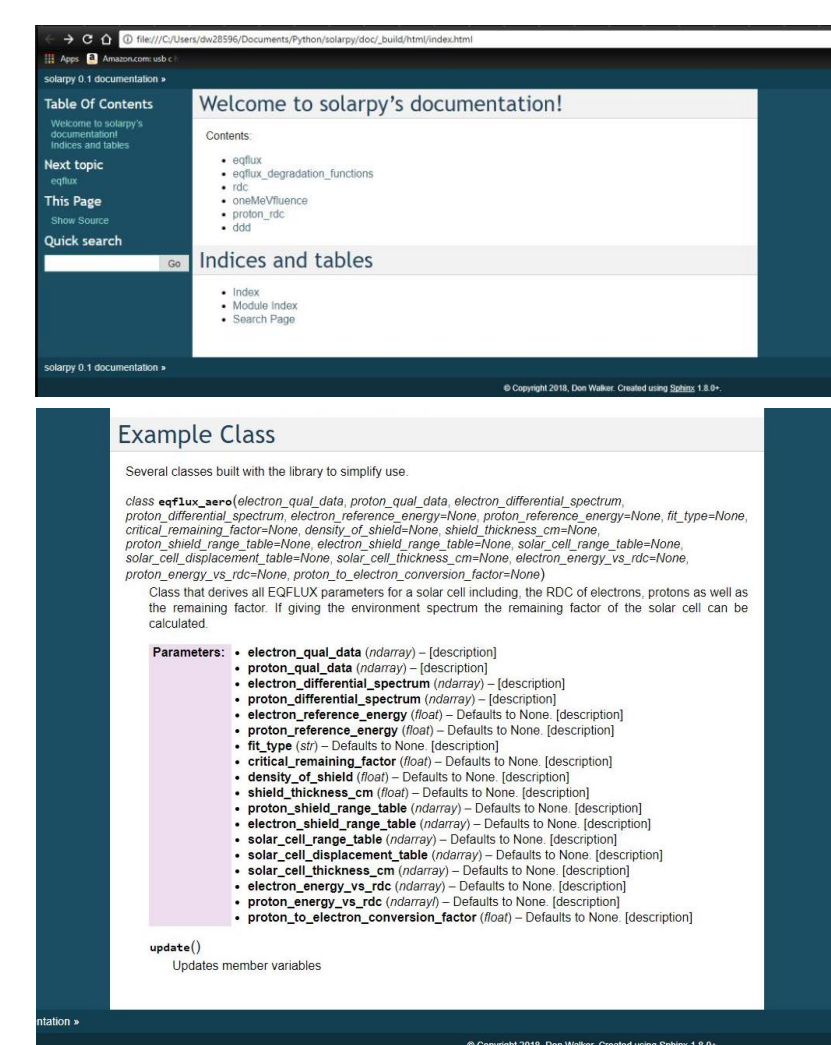 file:///C:/Users/dw28596/Documents/Python/solarpy/doc/_build/html/index.html
Apps Amazon.com: usb c
solarpy 0.1 documentation »
Table Of Contents
Welcome to solarpy's
documentation!
Indices and tables
Next topic
eqflux
This Page
Show Source
Quick search
Go
Welcome to solarpy's documentation!
Contents:
• eqflux
• eqflux_degradation_functions
• rdc
• oneMeVfluence
• proton_rdc
• ddd
Indices and tables
• Index
• Module Index
• Search Page
solarpy 0.1 documentation »
© Copyright 2018, Don Walker. Created using Sphinx 1.8.0+.
Example Class
Several classes built with the library to simplify use.
class eqflux_aero(electron_qual_data, proton_qual_data, electron_differential_spectrum,
proton_differential_spectrum, electron_reference_energy=None, proton_reference_energy=None, fit_type=None,
critical_remaining_factor=None, density_of_shield=None, shield_thickness_cm=None,
proton_shield_range_table=None, electron_shield_range_table=None, solar_cell_range_table=None,
solar_cell_displacement_table=None, solar_cell_thickness_cm=None, electron_energy_vs_rdc=None,
proton_energy_vs_rdc=None, proton_to_electron_conversion_factor=None)
Class that derives all EQFLUX parameters for a solar cell including, the RDC of electrons, protons as well as
the remaining factor. If giving the environment spectrum the remaining factor of the solar cell can be
calculated.
Parameters: • electron_qual_data (ndarray) – [description]
• proton_qual_data (ndarray) – [description]
• electron_differential_spectrum (ndarray) – [description]
• proton_differential_spectrum (ndarray) – [description]
• electron_reference_energy (float) – Defaults to None. [description]
• proton_reference_energy (float) – Defaults to None. [description]
• fit_type (str) – Defaults to None. [description]
• critical_remaining_factor (float) – Defaults to None. [description]
• density_of_shield (float) – Defaults to None. [description]
• shield_thickness_cm (float) – Defaults to None. [description]
• proton_shield_range_table (ndarray) – Defaults to None. [description]
• electron_shield_range_table (ndarray) – Defaults to None. [description]
• solar_cell_range_table (ndarray) – Defaults to None. [description]
• solar_cell_displacement_table (ndarray) – Defaults to None. [description]
• solar_cell_thickness_cm (ndarray) – Defaults to None. [description]
• electron_energy_vs_rdc (ndarray) – Defaults to None. [description]
• proton_energy_vs_rdc (ndarrayl) – Defaults to None. [description]
• proton_to_electron_conversion_factor (float) – Defaults to None. [description]
update()
Updates member variables
ntation »
© Copyright 2018, Don Walker. Created using Sphinx 1.8.0+.